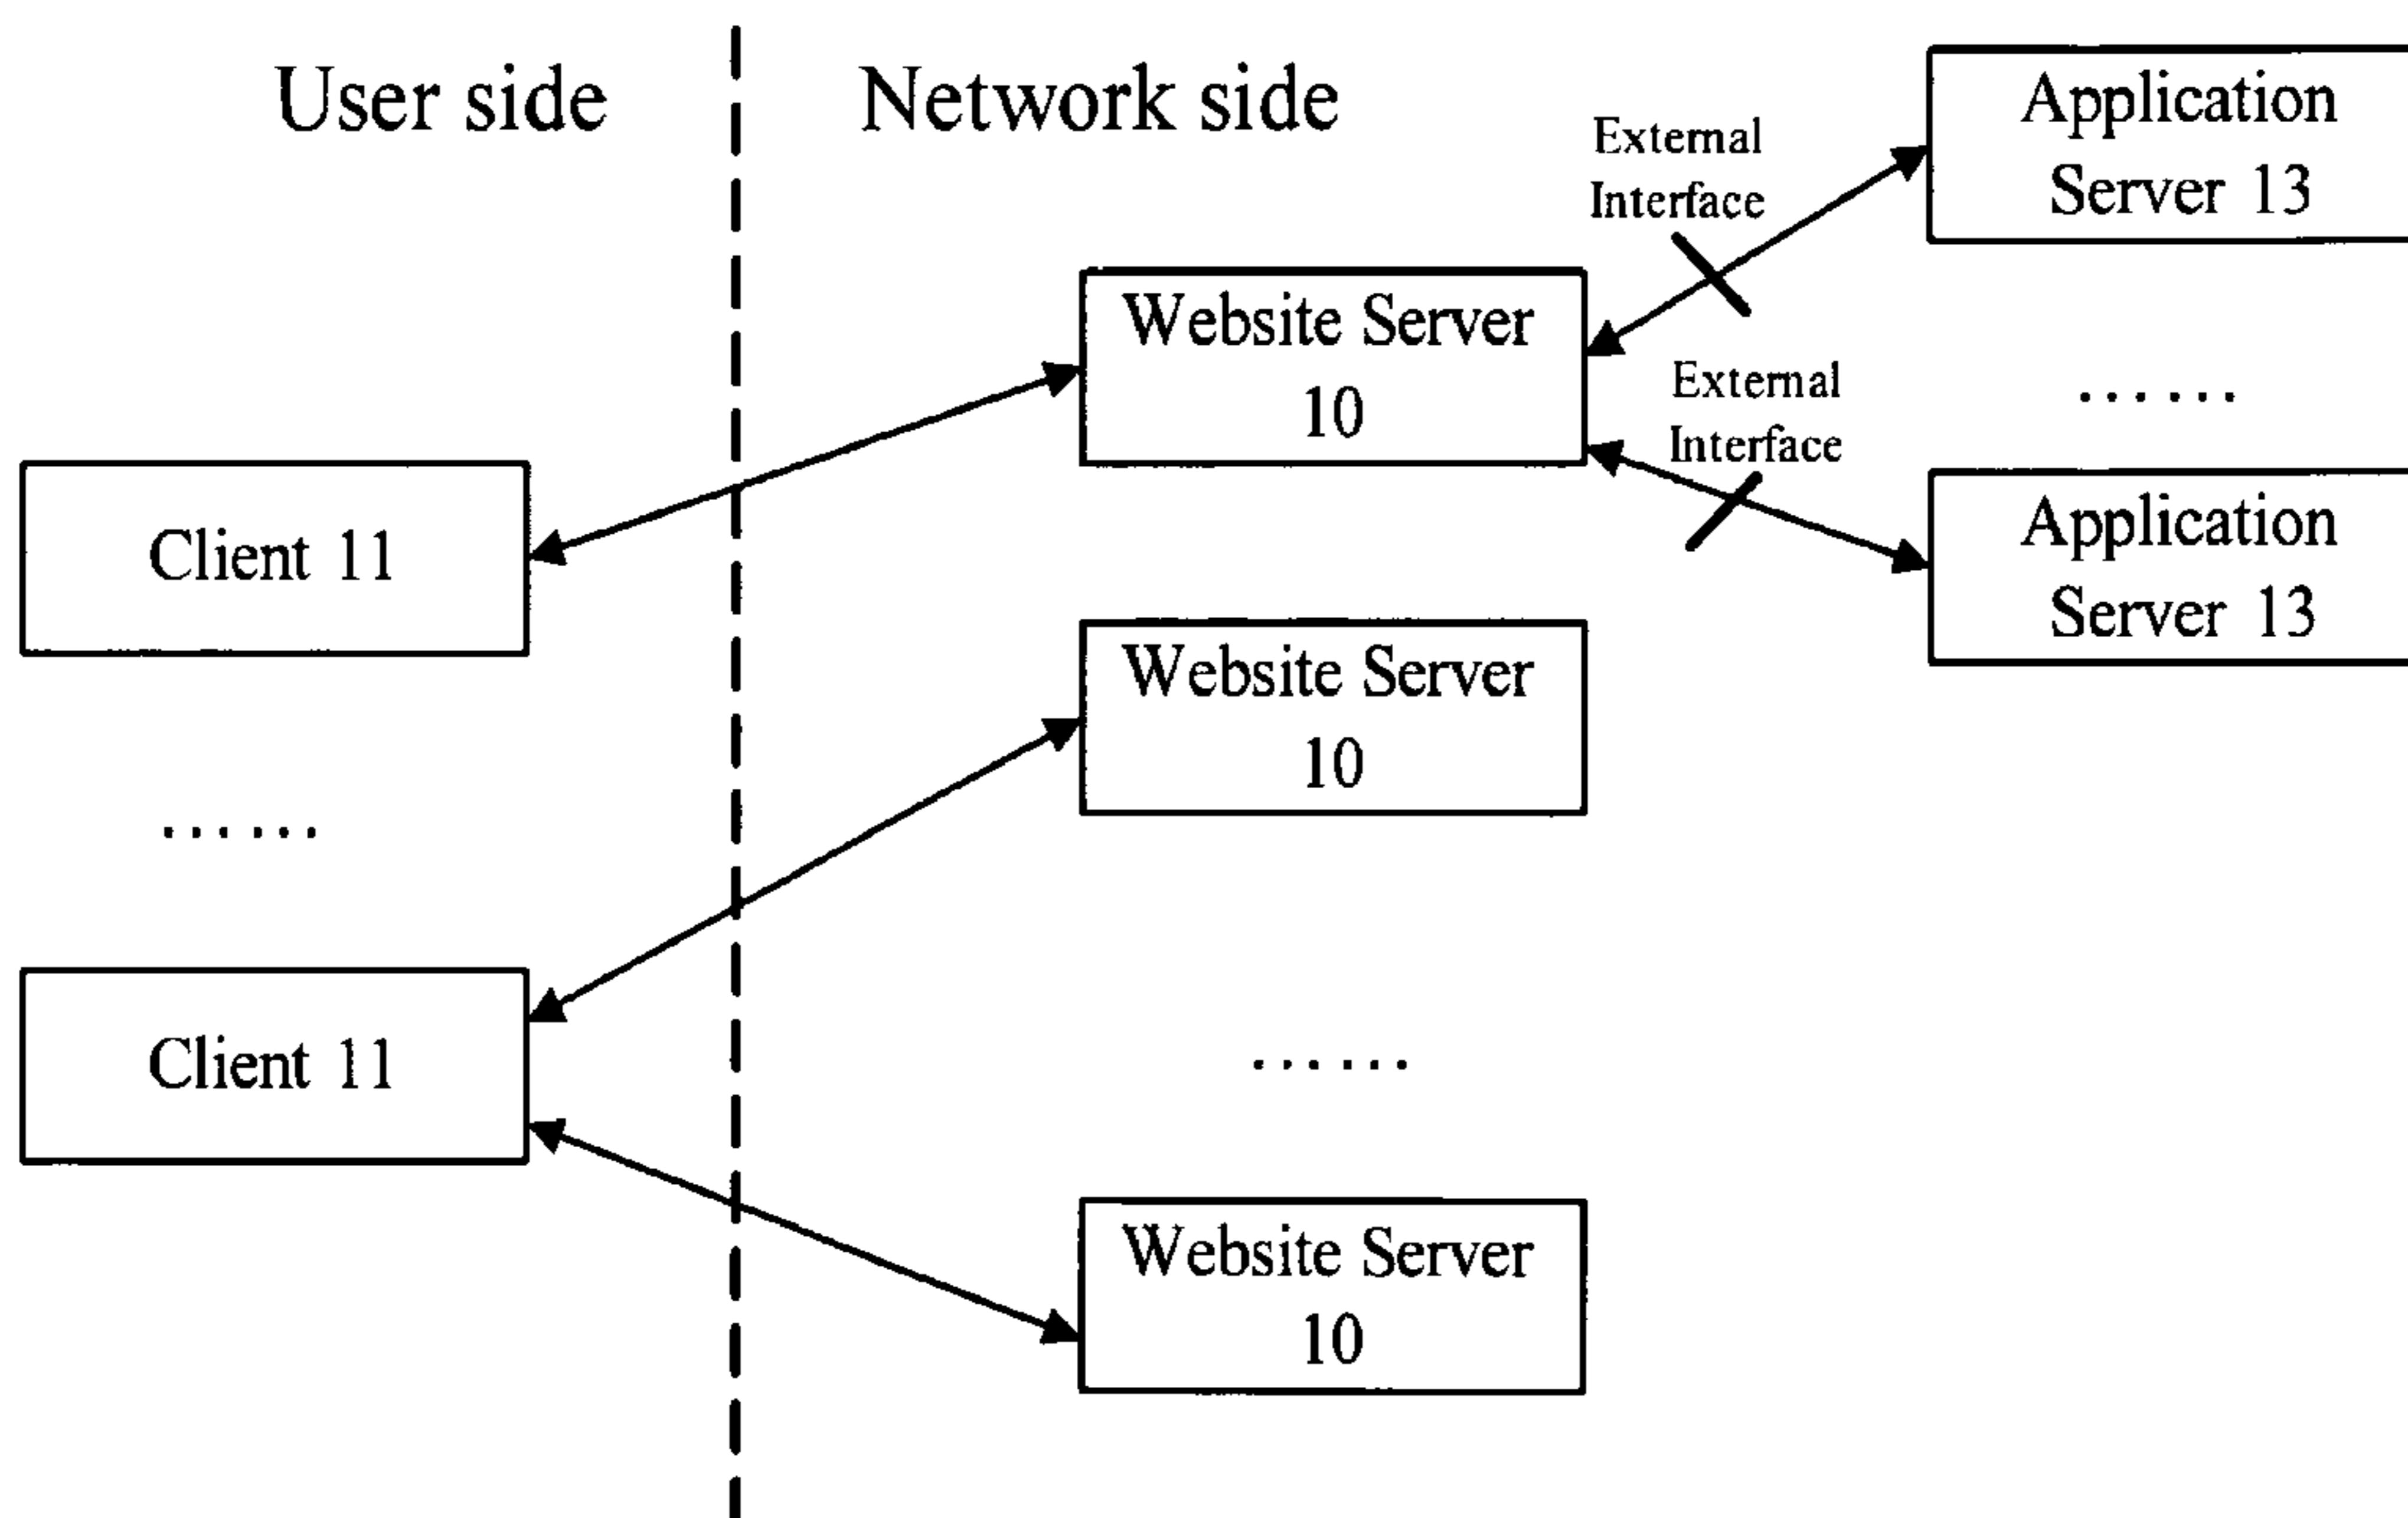 User side
Network side
Application
Server 13
External
Interface
Website Server
10
External
Interface
......
Application
Server 13
Client 11
Website Server
10
......
Client 11
......
Website Server
10